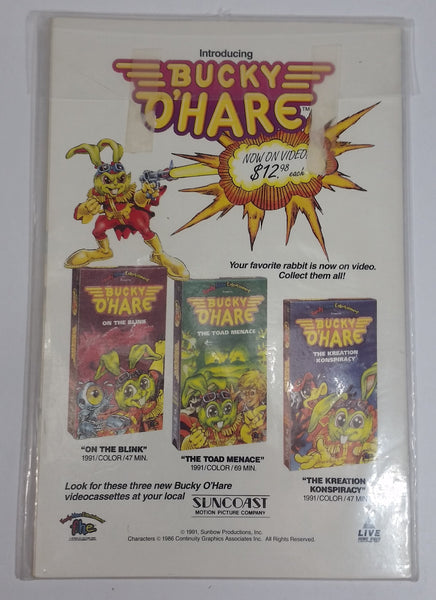 Introducing
BUCKY
O'HARE™
NOW ON VIDEO,
$12.98 each
Your favorite rabbit is now on video.
Collect them all!
BUCKY
O'HARE
ON THE BLINK
BUCKY
O'HARE
THE TOAD MENACE
BUCKY
O'HARE
THE KREATION
KONSPIRACY
"ON THE BLINK"
1991/COLOR/47 MIN.
"THE TOAD MENACE"
1991/COLOR/69 MIN.
"THE KREATION
KONSPIRACY"
1991/COLOR/47 MIN.
Look for these three new Bucky O'Hare
videocassettes at your local
SUNCOAST
MOTION PICTURE COMPANY
© 1991, Sunbow Productions, Inc.
Characters © 1986 Continuity Graphics Associates Inc. All Rights Reserved.
fhe
LIVE
HOME VIDEO